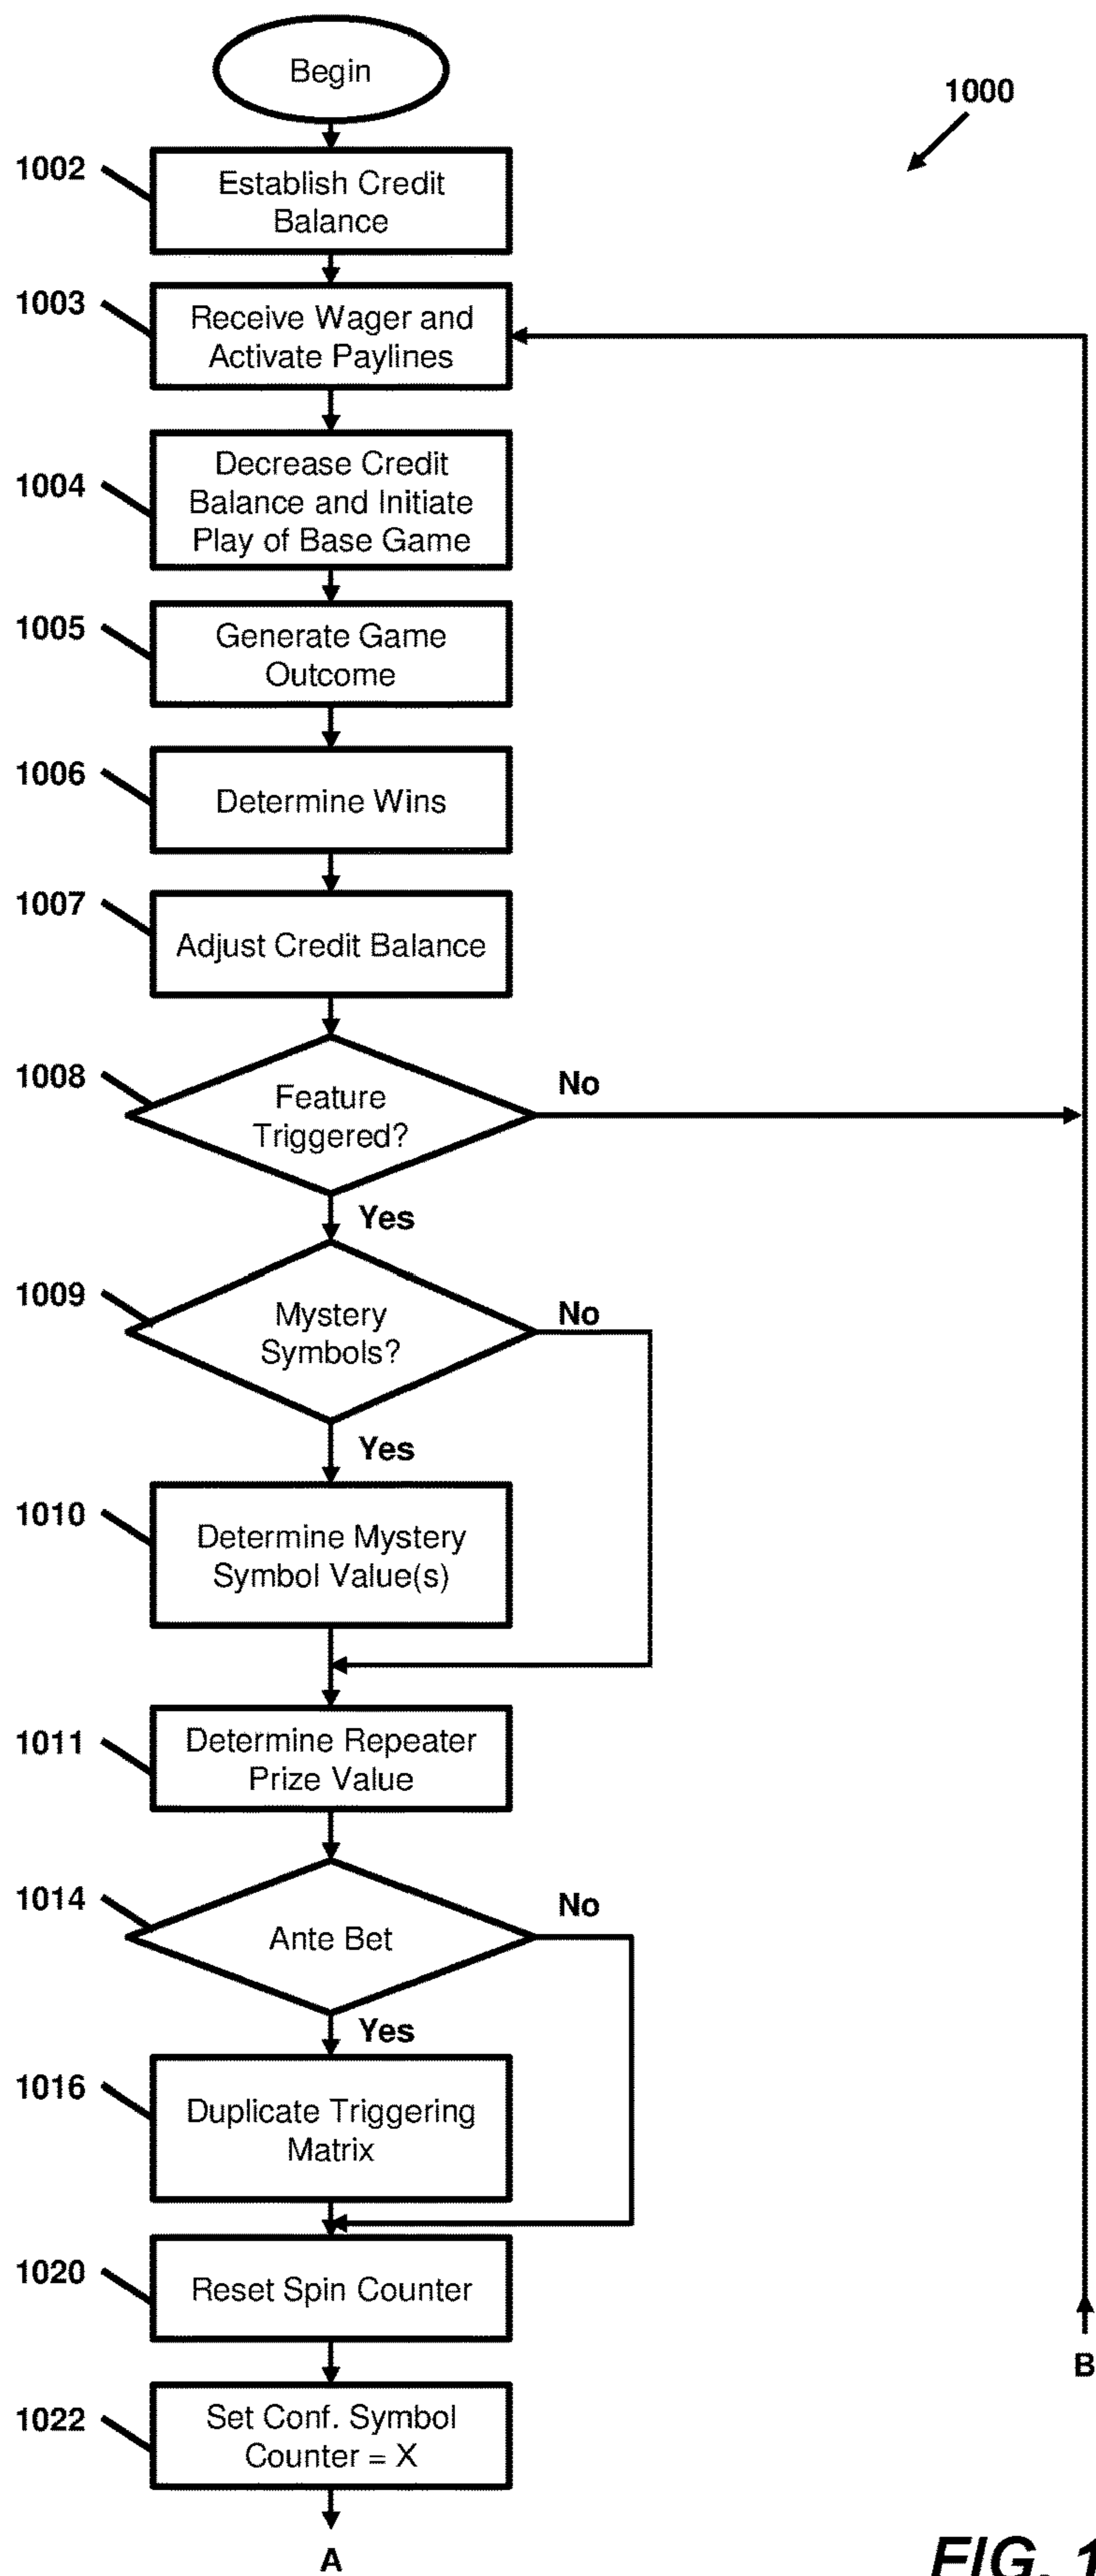 Begin
1000
1002
Establish Credit
Balance
1003
Receive Wager and
Activate Paylines
1004
Decrease Credit
Balance and Initiate
Play of Base Game
1005
Generate Game
Outcome
1006
Determine Wins
1007
Adjust Credit Balance
1008
Feature
Triggered?
No
Yes
1009
Mystery
Symbols?
No
Yes
1010
Determine Mystery
Symbol Value(s)
1011
Determine Repeater
Prize Value
1014
Ante Bet
No
Yes
1016
Duplicate Triggering
Matrix
1020
Reset Spin Counter
B
1022
Set Conf. Symbol
Counter = X
A
FIG. 1